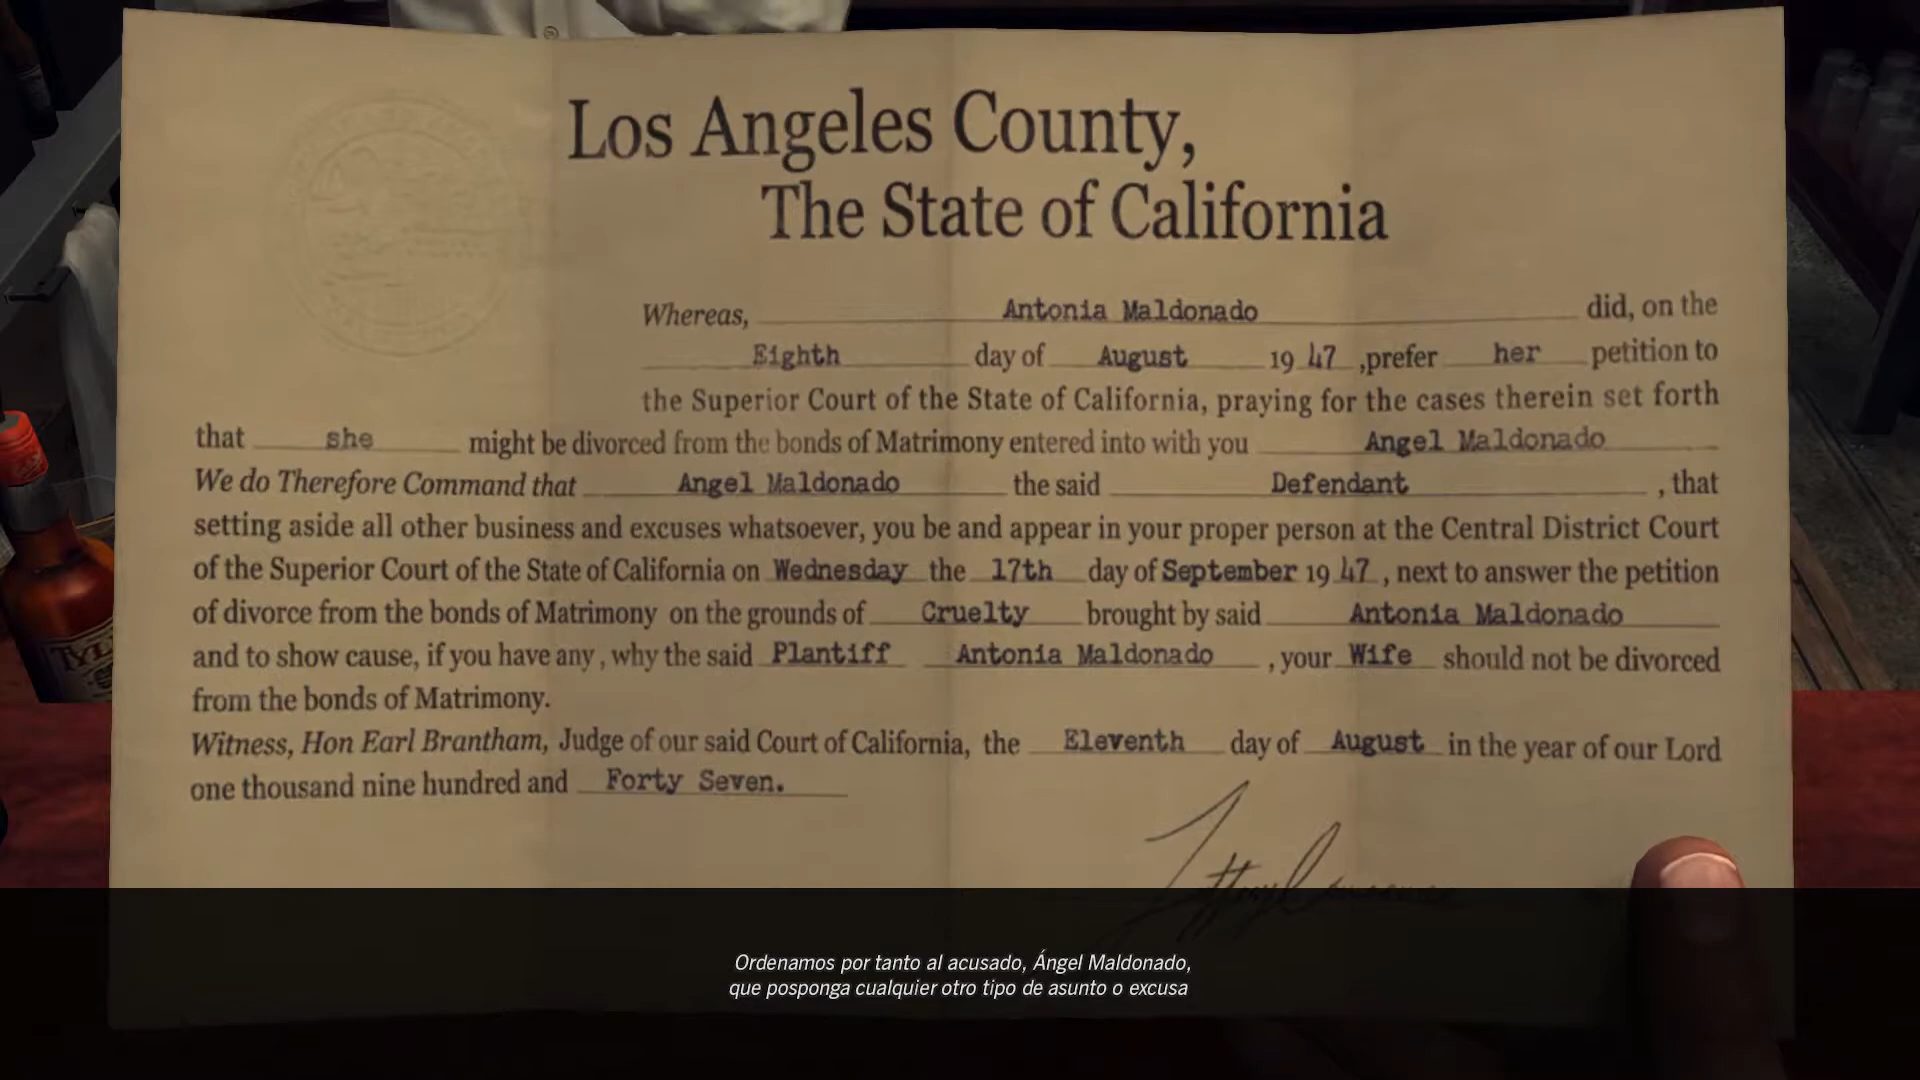 Los Angeles County,
The State of California
Whereas, Antonia Maldonado did, on the
Eighth day of August 19 47 ,prefer her petition to
the Superior Court of the State of California, praying for the cases therein set forth
that she might be divorced from the bonds of Matrimony entered into with you Angel Maldonado
We do Therefore Command that Angel Maldonado the said Defendant , that
setting aside all other business and excuses whatsoever, you be and appear in your proper person at the Central District Court
of the Superior Court of the State of California on Wednesday the 17th day of September 19 47 , next to answer the petition
of divorce from the bonds of Matrimony on the grounds of Cruelty brought by said Antonia Maldonado
and to show cause, if you have any , why the said Plantiff Antonia Maldonado , your Wife should not be divorced
from the bonds of Matrimony.
Witness, Hon Earl Brantham, Judge of our said Court of California, the Eleventh day of August in the year of our Lord
one thousand nine hundred and Forty Seven.
Ordenamos por tanto al acusado, Ángel Maldonado,
que posponga cualquier otro tipo de asunto o excusa